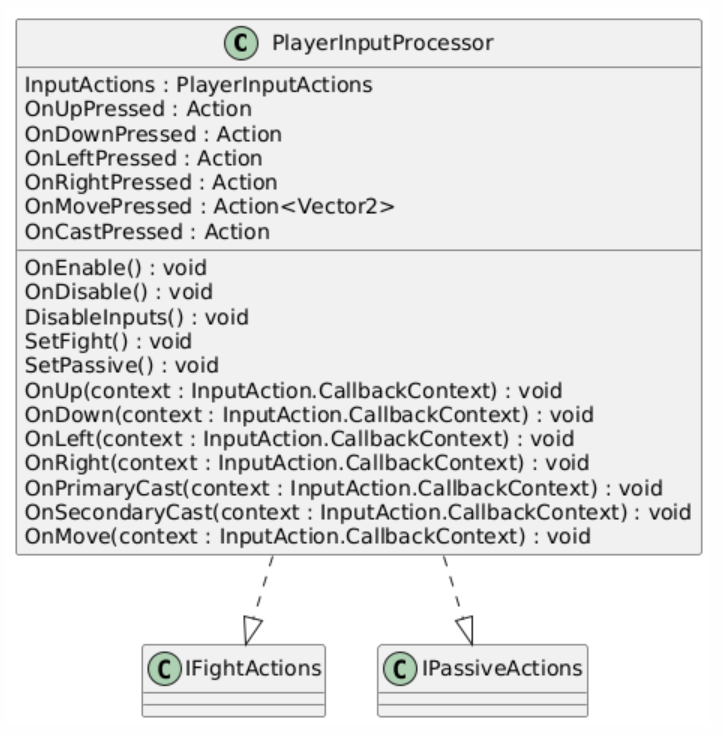 C PlayerInputProcessor
InputActions : PlayerInputActions
OnUpPressed : Action
OnDownPressed : Action
OnLeftPressed : Action
OnRightPressed : Action
OnMovePressed : Action<Vector2>
OnCastPressed : Action
OnEnable() : void
OnDisable() : void
DisableInputs() : void
SetFight() : void
SetPassive() : void
OnUp(context : InputAction.CallbackContext) : void
OnDown(context : InputAction.CallbackContext) : void
OnLeft(context : InputAction.CallbackContext) : void
OnRight(context : InputAction.CallbackContext) : void
OnPrimaryCast(context : InputAction.CallbackContext) : void
OnSecondaryCast(context : InputAction.CallbackContext) : void
OnMove(context : InputAction.CallbackContext) : void
C IFightActions
C IPassiveActions